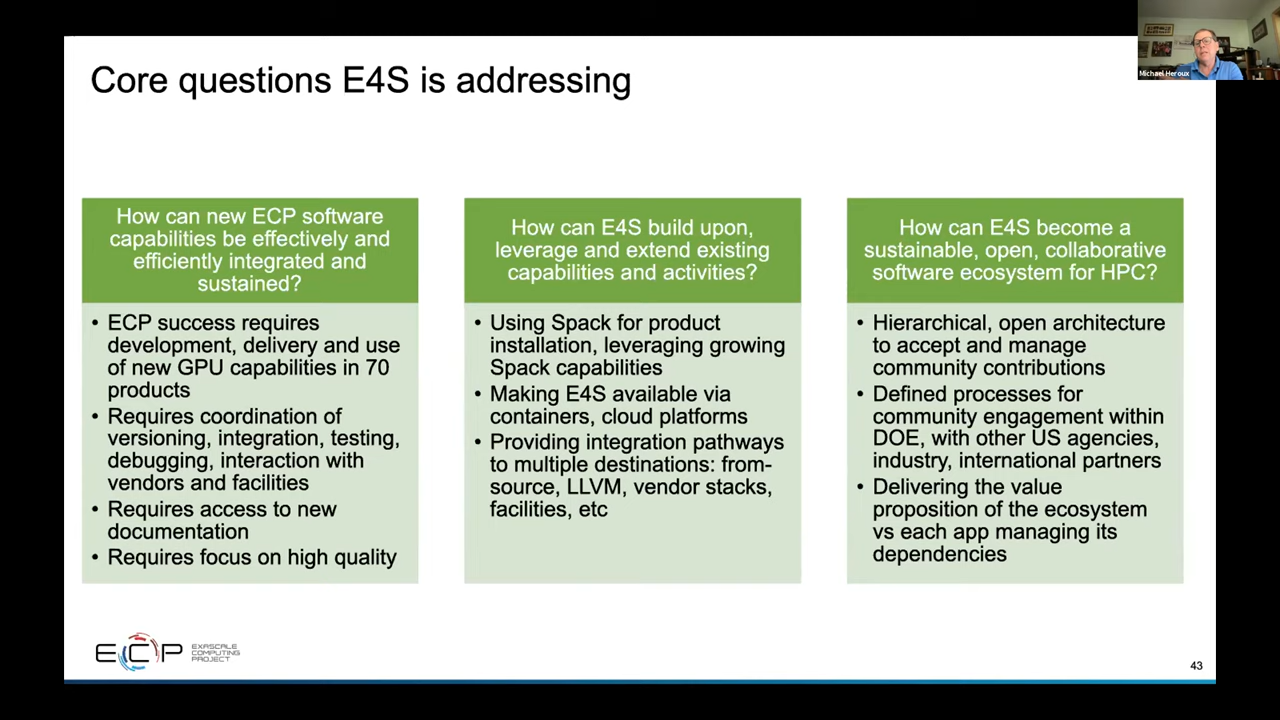 Core questions E4S is addressing
Michael Heroux
How can new ECP software
capabilities be effectively and
efficiently integrated and
sustained?
• ECP success requires
development, delivery and use
of new GPU capabilities in 70
products
• Requires coordination of
versioning, integration, testing,
debugging, interaction with
vendors and facilities
• Requires access to new
documentation
• Requires focus on high quality
How can E4S build upon,
leverage and extend existing
capabilities and activities?
• Using Spack for product
installation, leveraging growing
Spack capabilities
• Making E4S available via
containers, cloud platforms
• Providing integration pathways
to multiple destinations: from-
source, LLVM, vendor stacks,
facilities, etc
How can E4S become a
sustainable, open, collaborative
software ecosystem for HPC?
• Hierarchical, open architecture
to accept and manage
community contributions
• Defined processes for
community engagement within
DOE, with other US agencies,
industry, international partners
• Delivering the value
proposition of the ecosystem
vs each app managing its
dependencies
ECP
EXASCALE
COMPUTING
PROJECT
43